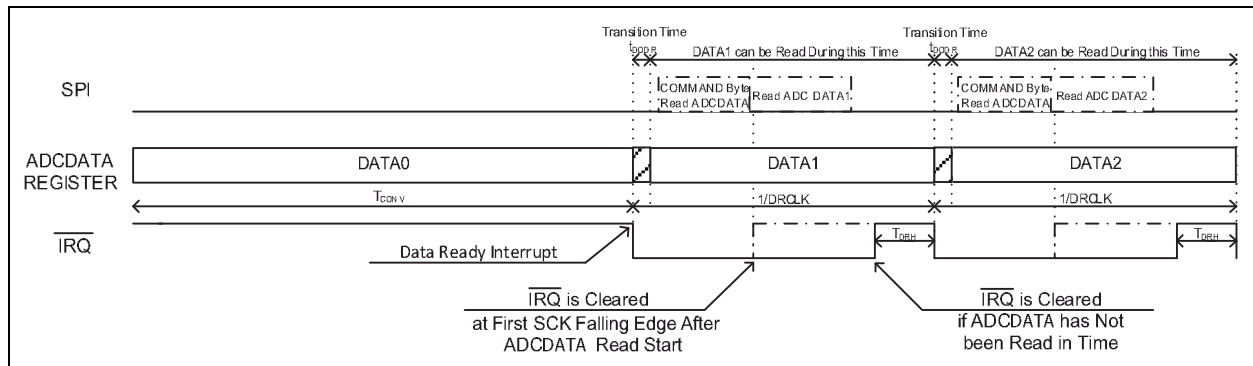 Transition Time
tDODR
DATA1 can be Read During this Time
Transition Time
tDODR
DATA2 can be Read During this Time
SPI
COMMAND Byte
Read ADCDATA
Read ADC DATA1
COMMAND Byte
Read ADCDATA
Read ADC DATA2
ADCDATA
REGISTER
DATA0
DATA1
DATA2
TCONV
1/DRCLK
1/DRCLK
IRQ
TDRH
TDRH
Data Ready Interrupt
IRQ is Cleared
at First SCK Falling Edge After
ADCDATA Read Start
IRQ is Cleared
if ADCDATA has Not
been Read in Time